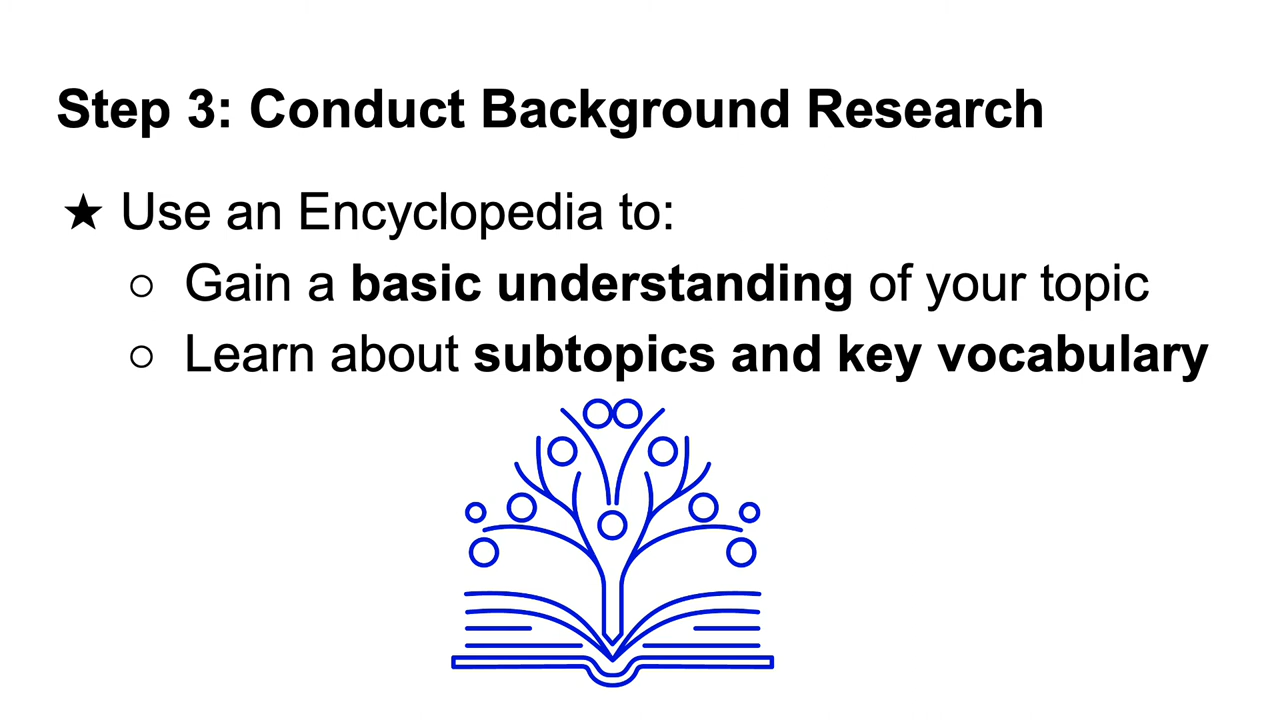 Step 3: Conduct Background Research
★ Use an Encyclopedia to:
○ Gain a basic understanding of your topic
○ Learn about subtopics and key vocabulary